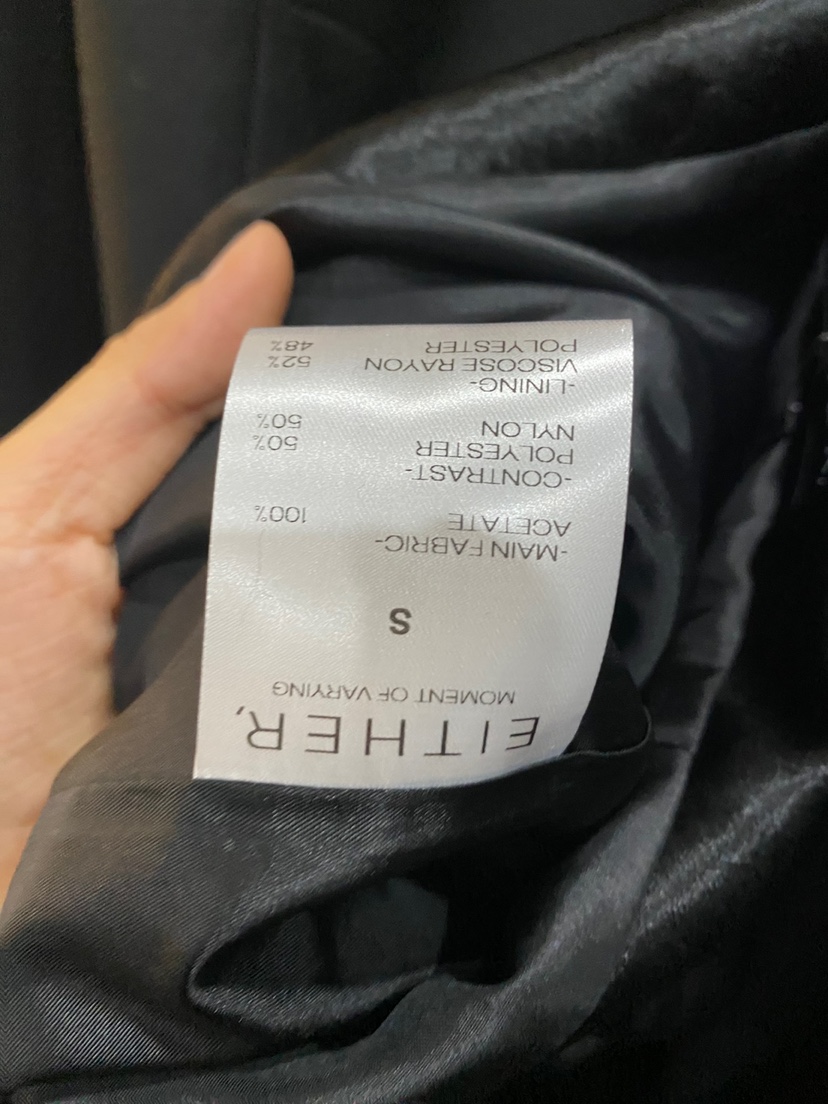 EITHER,
MOMENT OF VARYING
S
-MAIN FABRIC-
ACETATE 100%
-CONTRAST-
POLYESTER 50%
NYLON 50%
-LINING-
VISCOSE RAYON 52%
POLYESTER 48%